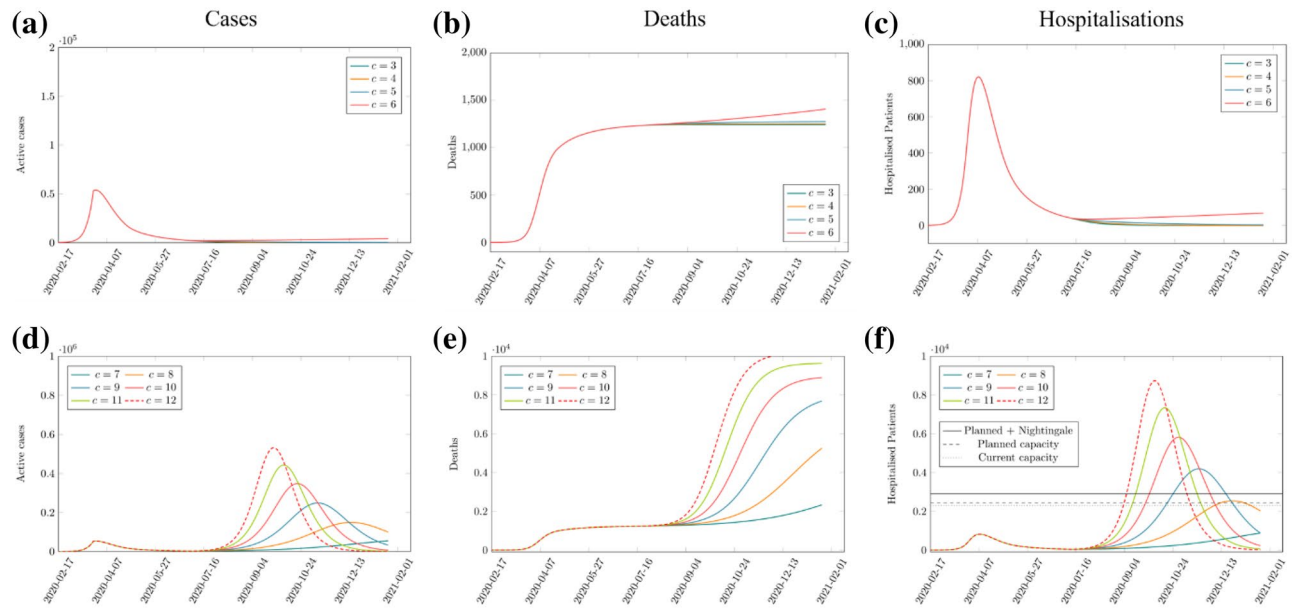 (a) Cases
·10⁵
2
1.5
1
0.5
0
Active cases
c = 3
c = 4
c = 5
c = 6
2020-02-17
2020-04-07
2020-05-27
2020-07-16
2020-09-04
2020-10-24
2020-12-13
2021-02-01
(b) Deaths
2,000
1,500
1,000
500
0
Deaths
c = 3
c = 4
c = 5
c = 6
2020-02-17
2020-04-07
2020-05-27
2020-07-16
2020-09-04
2020-10-24
2020-12-13
2021-02-01
(c) Hospitalisations
1,000
800
600
400
200
0
Hospitalised Patients
c = 3
c = 4
c = 5
c = 6
2020-02-17
2020-04-07
2020-05-27
2020-07-16
2020-09-04
2020-10-24
2020-12-13
2021-02-01
(d)
·10⁶
1
0.8
0.6
0.4
0.2
0
Active cases
c = 7 c = 8
c = 9 c = 10
c = 11 c = 12
2020-02-17
2020-04-07
2020-05-27
2020-07-16
2020-09-04
2020-10-24
2020-12-13
2021-02-01
(e)
·10⁴
1
0.8
0.6
0.4
0.2
0
Deaths
c = 7 c = 8
c = 9 c = 10
c = 11 c = 12
2020-02-17
2020-04-07
2020-05-27
2020-07-16
2020-09-04
2020-10-24
2020-12-13
2021-02-01
(f)
·10⁴
1
0.8
0.6
0.4
0.2
0
Hospitalised Patients
c = 7 c = 8
c = 9 c = 10
c = 11 c = 12
Planned + Nightingale
Planned capacity
Current capacity
2020-02-17
2020-04-07
2020-05-27
2020-07-16
2020-09-04
2020-10-24
2020-12-13
2021-02-01